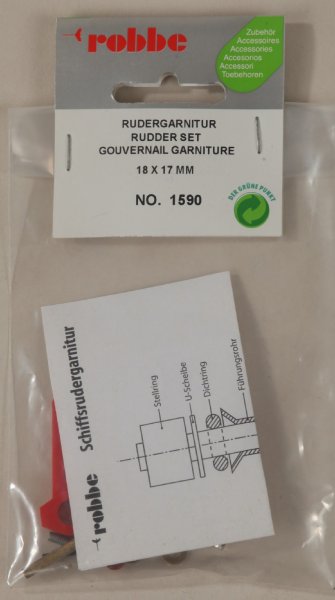 robbe
Zubehör
Accessoires
Accessories
Accesorios
Accessori
Toebehoren
RUDERGARNITUR
RUDDER SET
GOUVERNAIL GARNITURE
18 X 17 MM
NO. 1590
DER GRÜNE PUNKT
robbe Schiffsrudergarnitur
Stellring
U-Scheibe
Dichtring
Führungsrohr